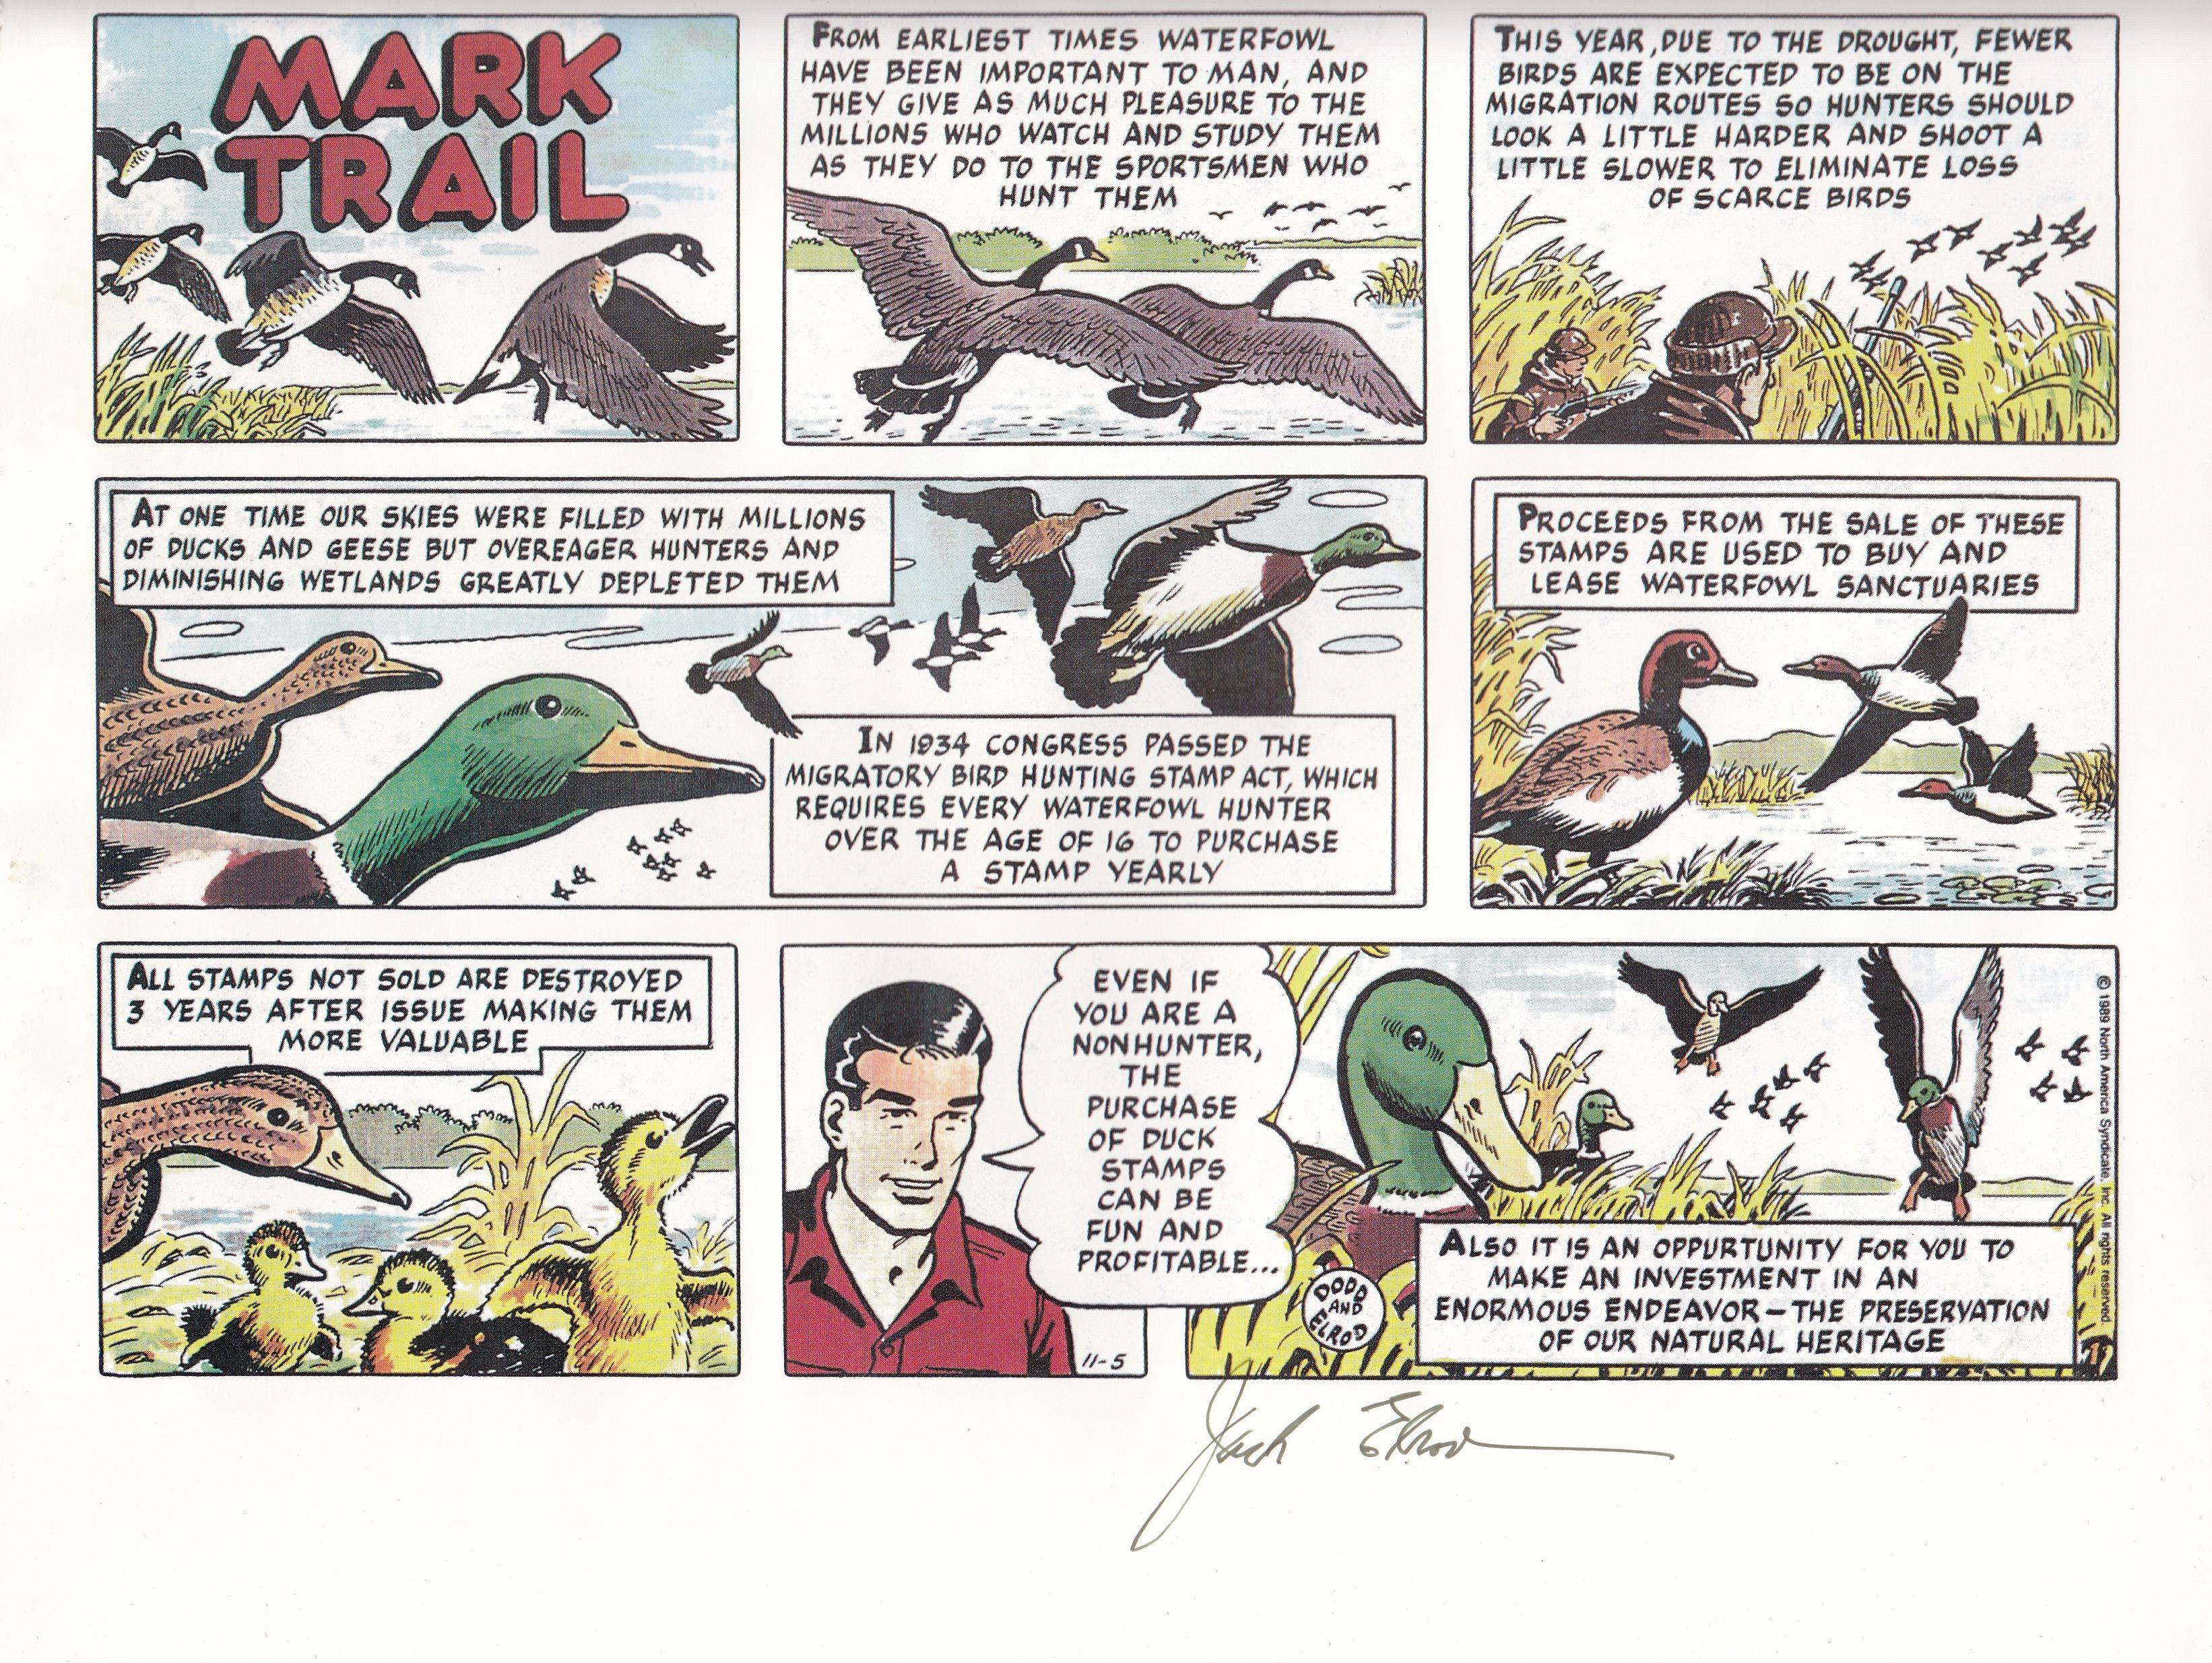 MARK
TRAIL
FROM EARLIEST TIMES WATERFOWL
HAVE BEEN IMPORTANT TO MAN, AND
THEY GIVE AS MUCH PLEASURE TO THE
MILLIONS WHO WATCH AND STUDY THEM
AS THEY DO TO THE SPORTSMEN WHO
HUNT THEM
THIS YEAR, DUE TO THE DROUGHT, FEWER
BIRDS ARE EXPECTED TO BE ON THE
MIGRATION ROUTES SO HUNTERS SHOULD
LOOK A LITTLE HARDER AND SHOOT A
LITTLE SLOWER TO ELIMINATE LOSS
OF SCARCE BIRDS
AT ONE TIME OUR SKIES WERE FILLED WITH MILLIONS
OF DUCKS AND GEESE BUT OVEREAGER HUNTERS AND
DIMINISHING WETLANDS GREATLY DEPLETED THEM
IN 1934 CONGRESS PASSED THE
MIGRATORY BIRD HUNTING STAMP ACT, WHICH
REQUIRES EVERY WATERFOWL HUNTER
OVER THE AGE OF 16 TO PURCHASE
A STAMP YEARLY
PROCEEDS FROM THE SALE OF THESE
STAMPS ARE USED TO BUY AND
LEASE WATERFOWL SANCTUARIES
ALL STAMPS NOT SOLD ARE DESTROYED
3 YEARS AFTER ISSUE MAKING THEM
MORE VALUABLE
EVEN IF
YOU ARE A
NONHUNTER,
THE
PURCHASE
OF DUCK
STAMPS
CAN BE
FUN AND
PROFITABLE...
11-5
DODD
AND
ELROD
ALSO IT IS AN OPPURTUNITY FOR YOU TO
MAKE AN INVESTMENT IN AN
ENORMOUS ENDEAVOR—THE PRESERVATION
OF OUR NATURAL HERITAGE
© 1989 North America Syndicate, Inc. All rights reserved.
Jack Elrod